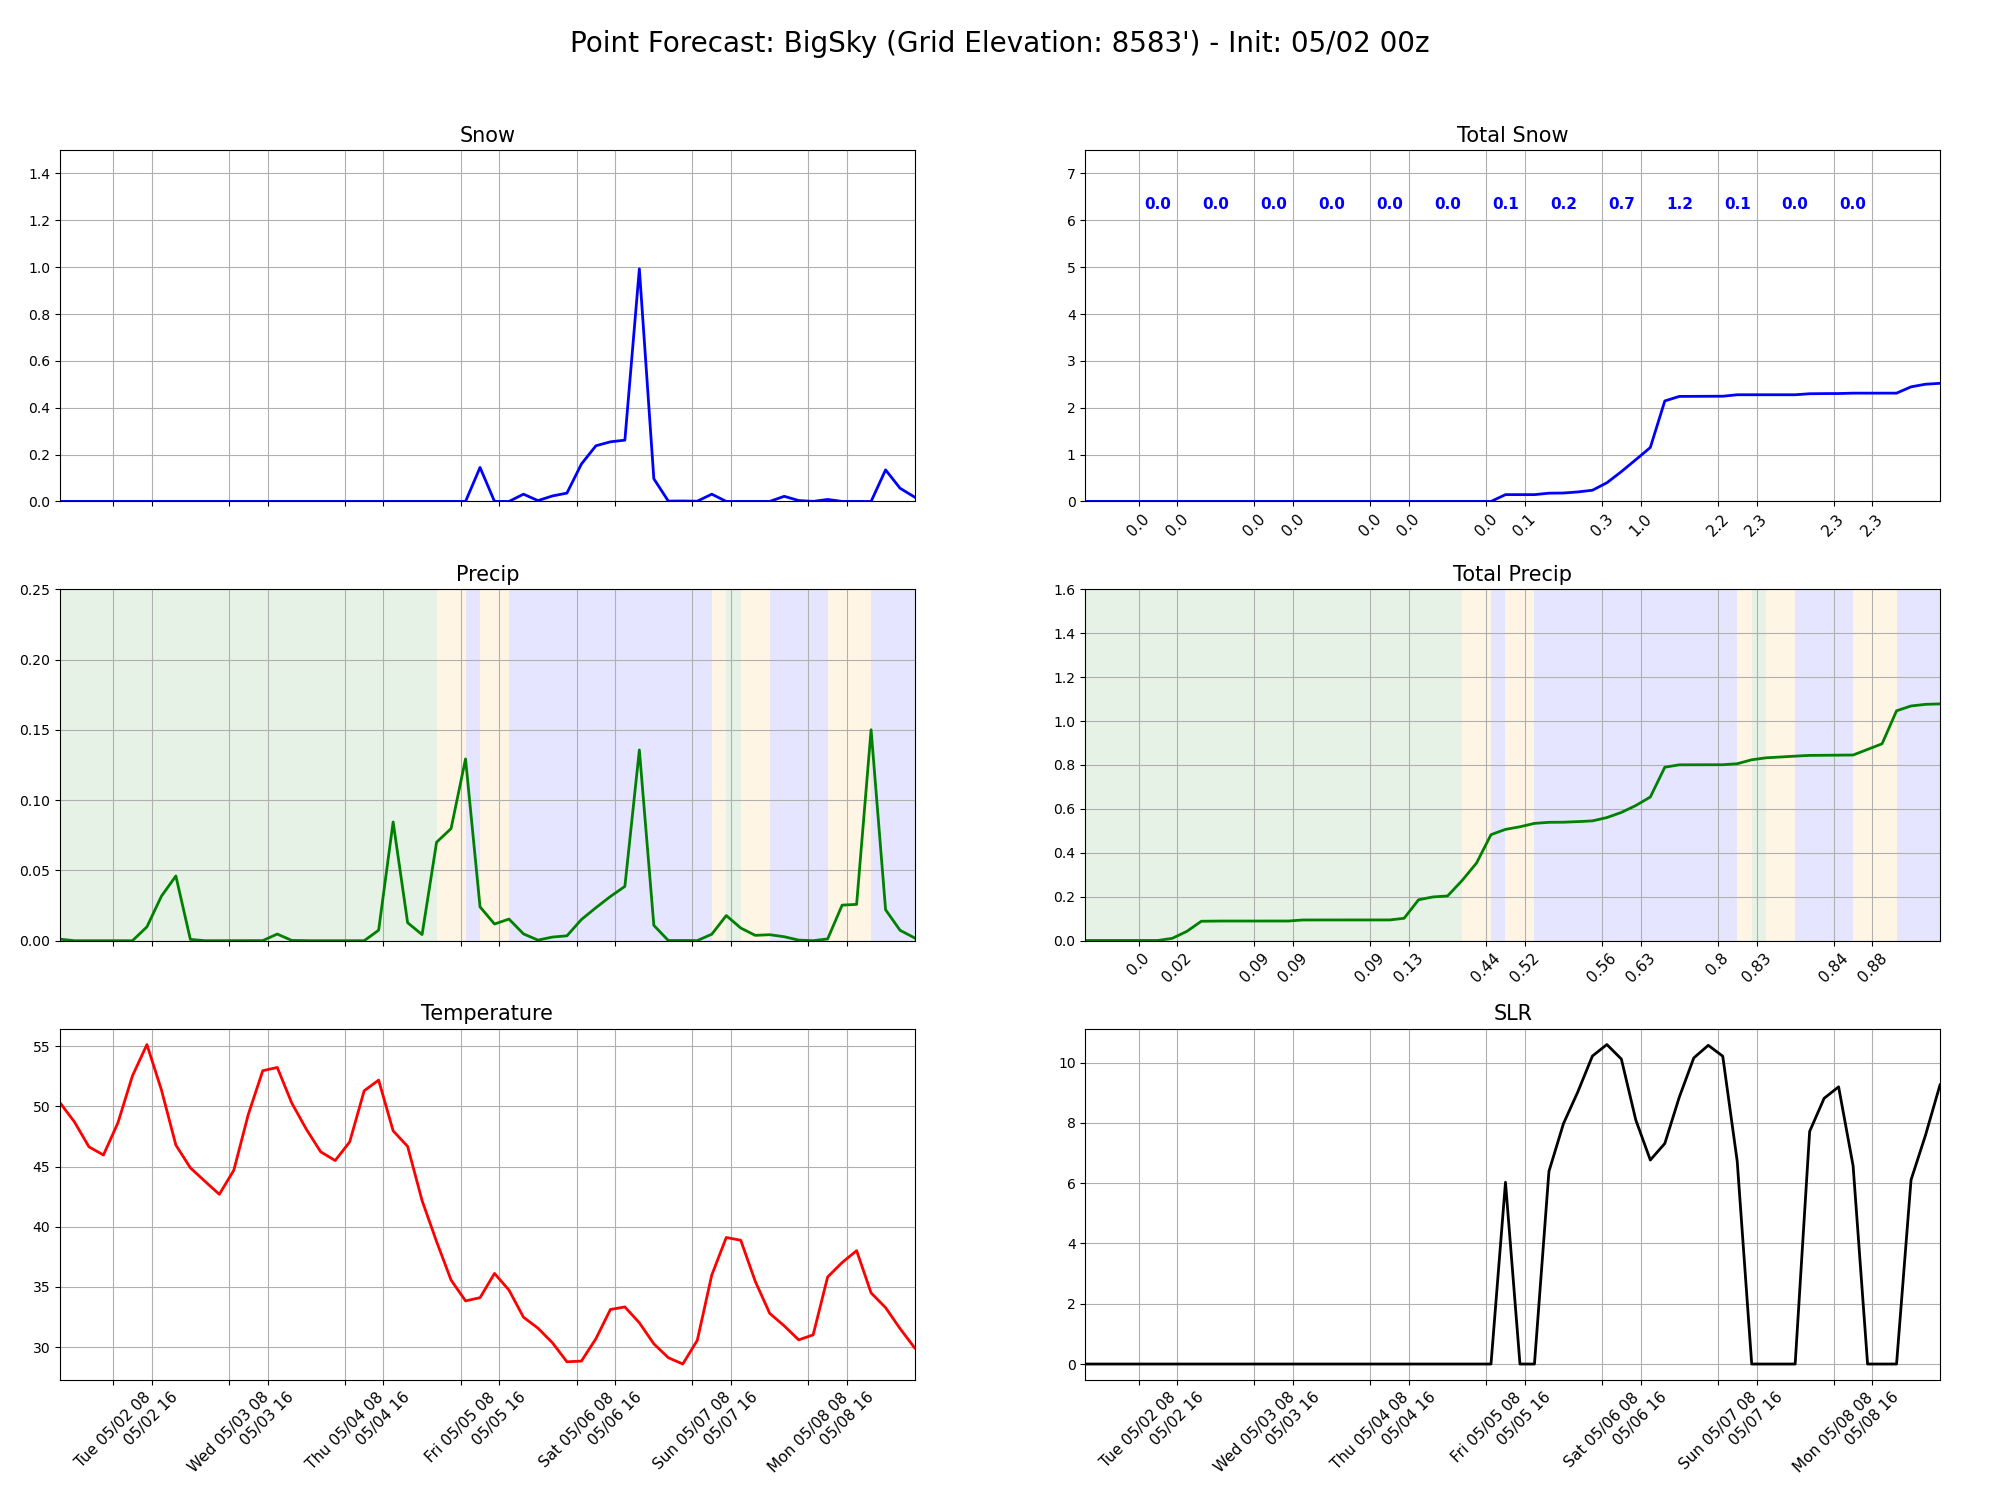 Point Forecast: BigSky (Grid Elevation: 8583') - Init: 05/02 00z
Snow
1.4
1.2
1.0
0.8
0.6
0.4
0.2
0.0
Total Snow
7
6
5
4
3
2
1
0
0.0 0.0 0.0 0.0 0.0 0.0 0.1 0.2 0.7 1.2 0.1 0.0 0.0
0.0 0.0 0.0 0.0 0.0 0.0 0.0 0.1 0.3 1.0 2.2 2.3 2.3 2.3
Precip
0.25
0.20
0.15
0.10
0.05
0.00
Total Precip
1.6
1.4
1.2
1.0
0.8
0.6
0.4
0.2
0.0
0.0 0.02 0.09 0.09 0.09 0.13 0.44 0.52 0.56 0.63 0.8 0.83 0.84 0.88
Temperature
55
50
45
40
35
30
Tue 05/02 08
05/02 16
Wed 05/03 08
05/03 16
Thu 05/04 08
05/04 16
Fri 05/05 08
05/05 16
Sat 05/06 08
05/06 16
Sun 05/07 08
05/07 16
Mon 05/08 08
05/08 16
SLR
10
8
6
4
2
0
Tue 05/02 08
05/02 16
Wed 05/03 08
05/03 16
Thu 05/04 08
05/04 16
Fri 05/05 08
05/05 16
Sat 05/06 08
05/06 16
Sun 05/07 08
05/07 16
Mon 05/08 08
05/08 16